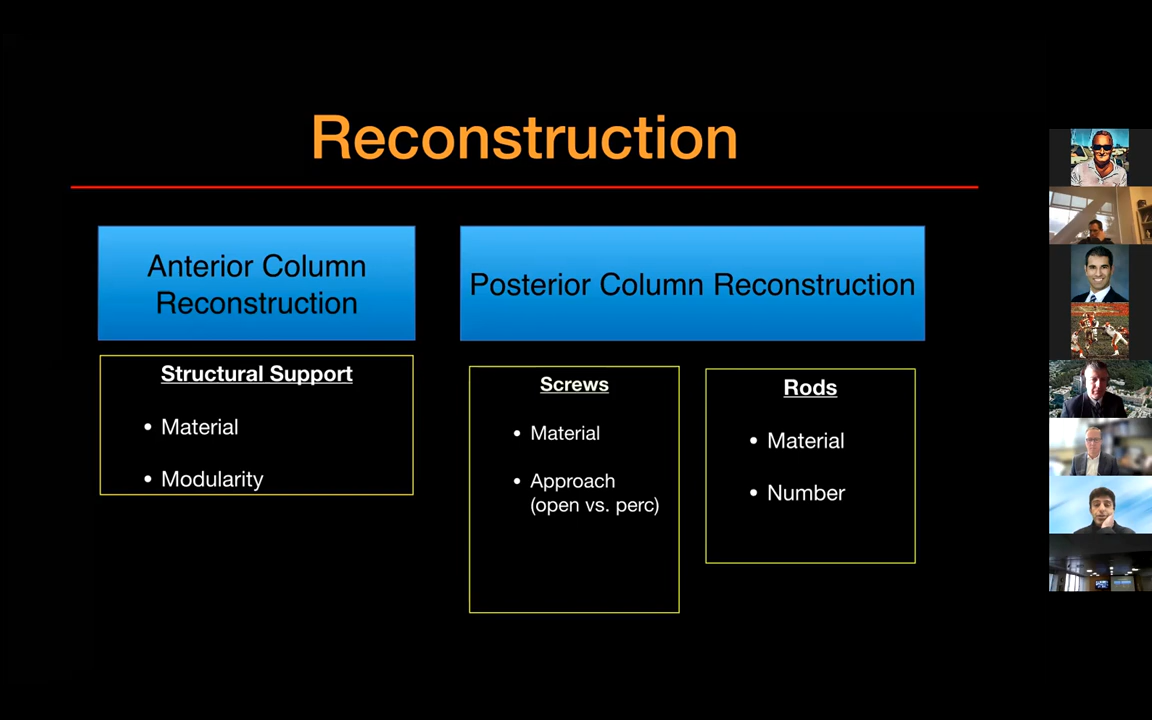 Reconstruction
Anterior Column
Reconstruction
Structural Support
• Material
• Modularity
Posterior Column Reconstruction
Screws
• Material
• Approach
(open vs. perc)
Rods
• Material
• Number